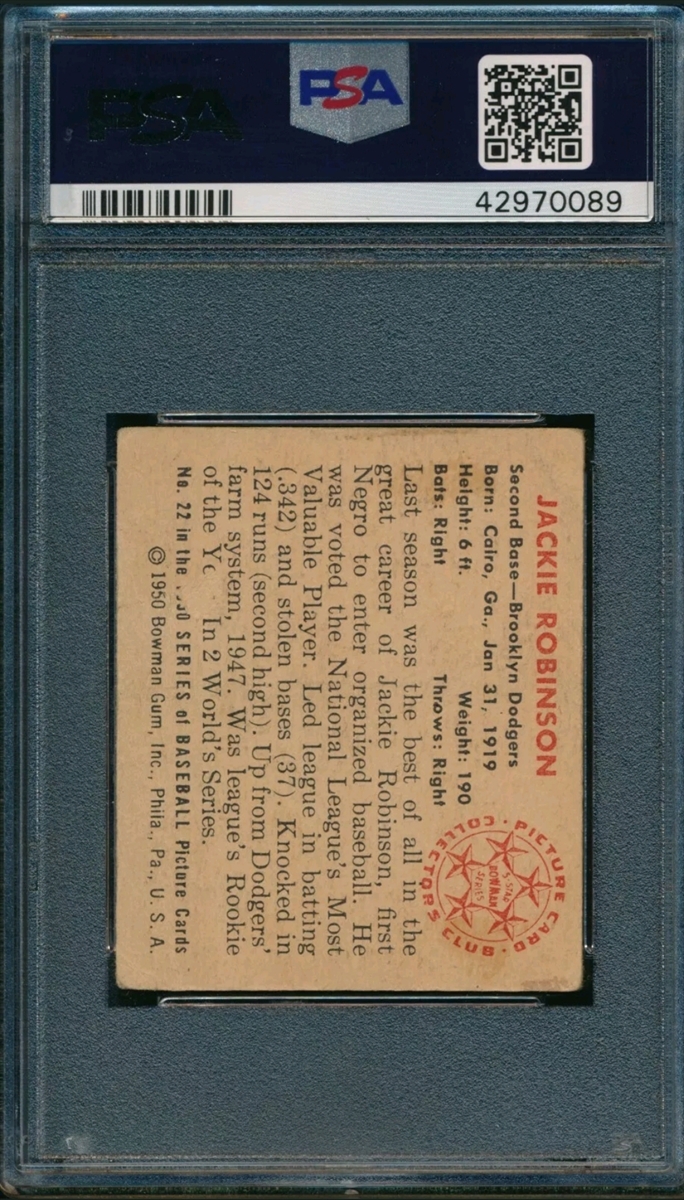 PSA
PSA
42970089
JACKIE ROBINSON
Second Base—Brooklyn Dodgers
Born: Cairo, Ga., Jan 31, 1919
Height: 6 ft. Weight: 190
Bats: Right Throws: Right
Last season was the best of all in the
great career of Jackie Robinson, first
Negro to enter organized baseball. He
was voted the National League's Most
Valuable Player. Led league in batting
(.342) and stolen bases (37). Knocked in
124 runs (second high). Up from Dodgers'
farm system, 1947. Was league's Rookie
of the In 2 World's Series.
No. 22 in the SERIES of BASEBALL Picture Cards
© 1950 Bowman Gum, Inc., Phila., Pa., U. S. A.
PICTURE CARD COLLECTORS CLUB
5-STAR
BOWMAN
SERIES